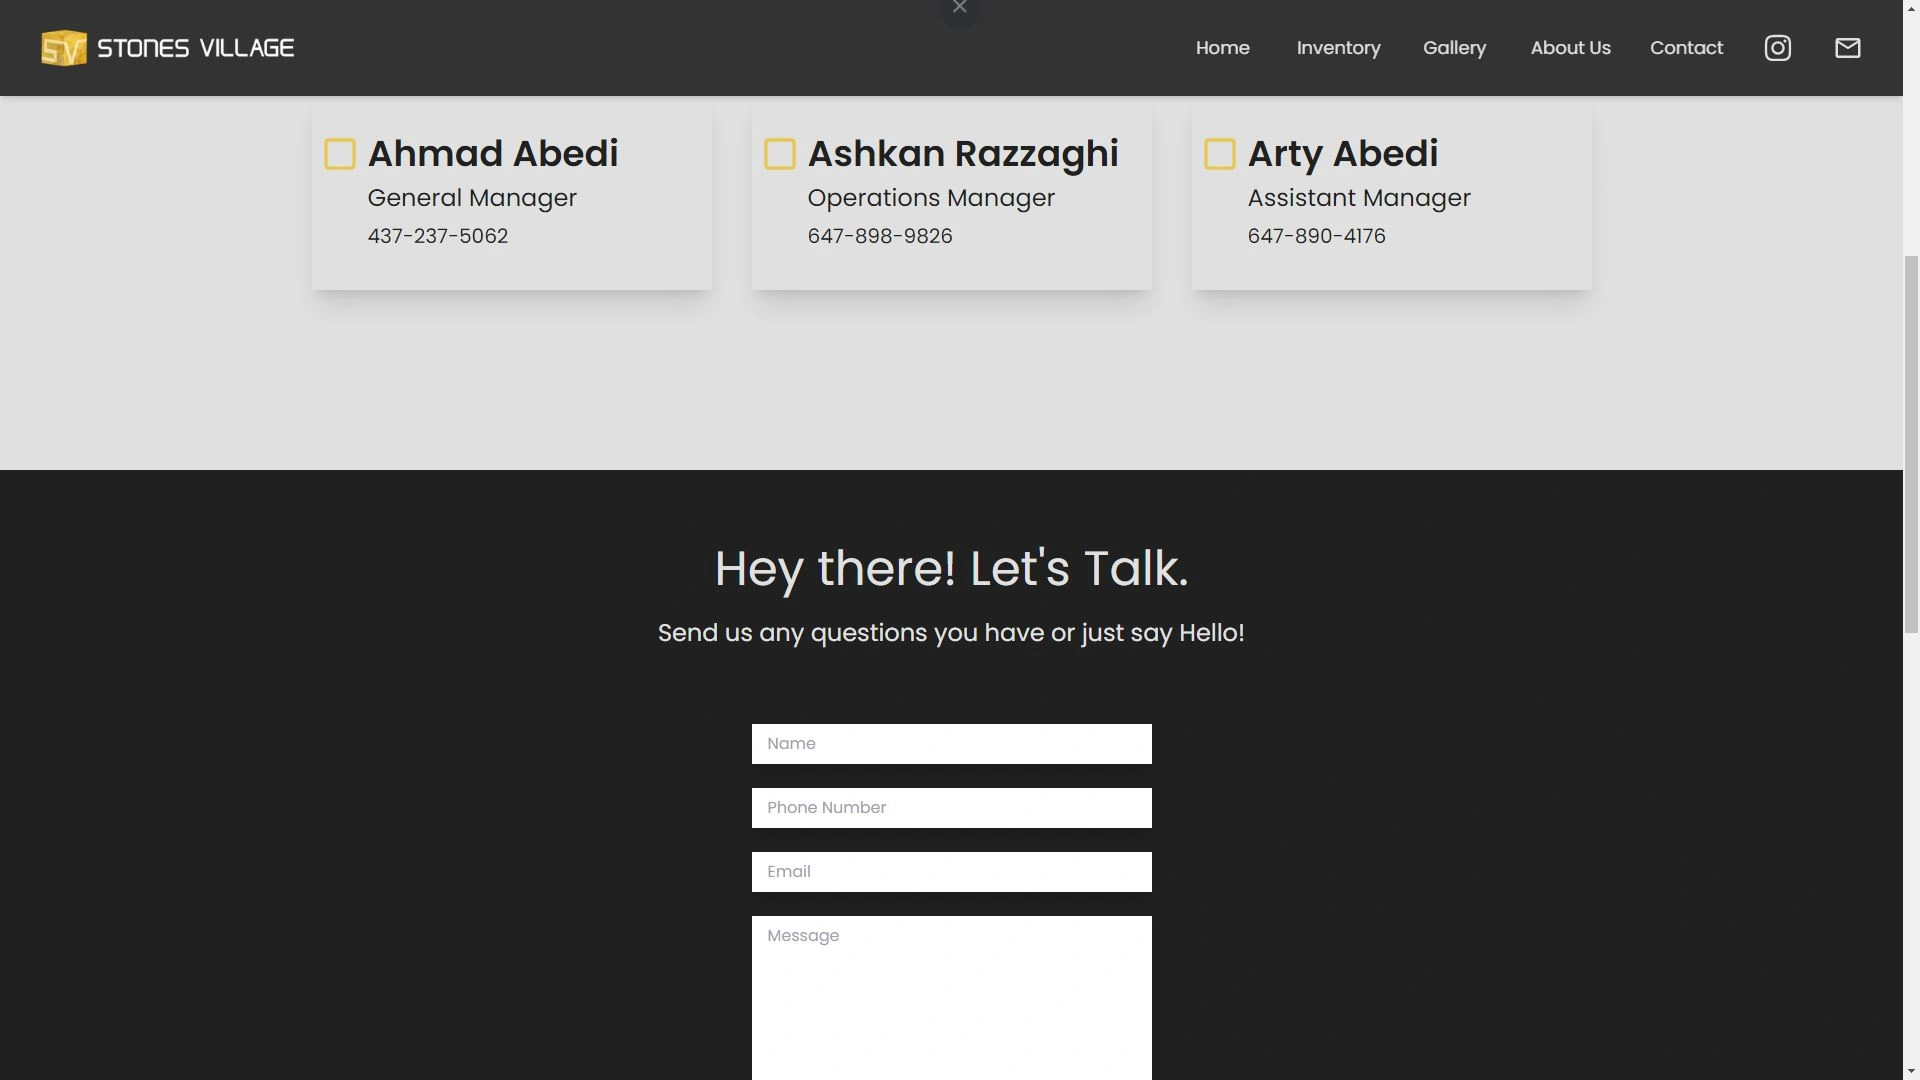 SV STONES VILLAGE
Home Inventory Gallery About Us Contact
Ahmad Abedi
General Manager
437-237-5062
Ashkan Razzaghi
Operations Manager
647-898-9826
Arty Abedi
Assistant Manager
647-890-4176
Hey there! Let's Talk.
Send us any questions you have or just say Hello!
Name
Phone Number
Email
Message